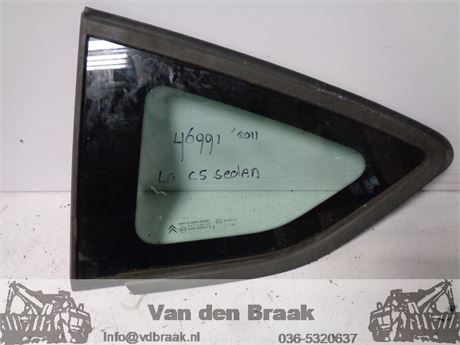 46991 '2011
LA C5 SEDAN
Van den Braak
Info@vdbraak.nl
036-5320637